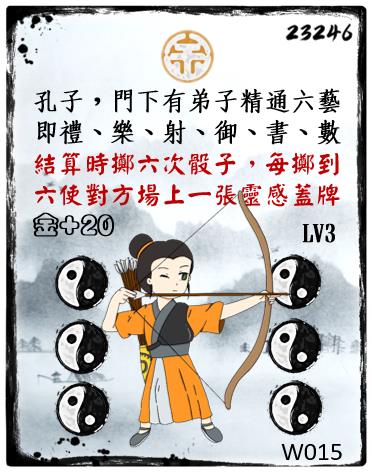 23246
宗
孔子，門下有弟子精通六藝
即禮、樂、射、御、書、數
結算時擲六次骰子，每擲到
六使對方場上一張靈感蓋牌
金+20
LV3
W015